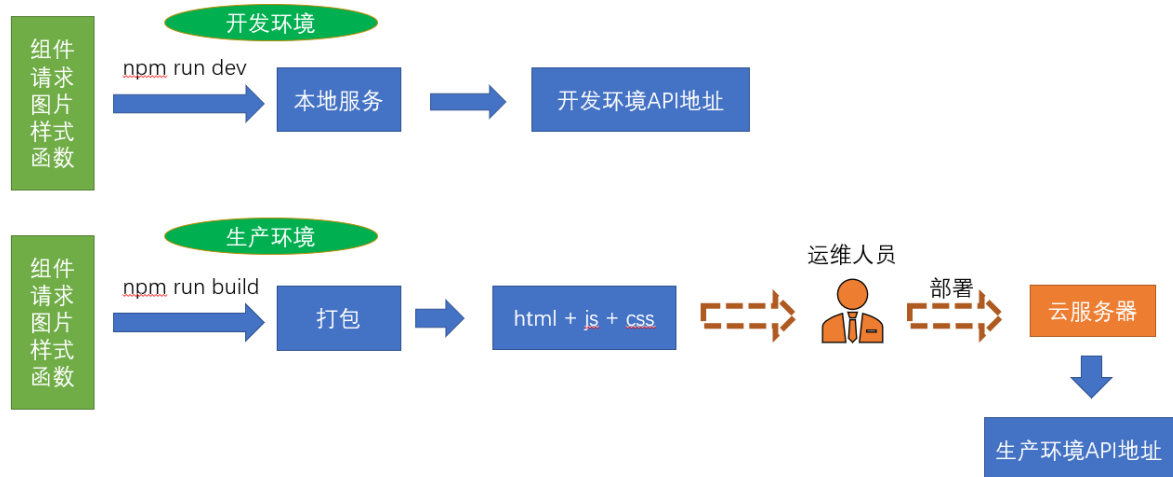 开发环境
组件
请求
图片
样式
函数
npm run dev
本地服务
开发环境API地址
生产环境
组件
请求
图片
样式
函数
npm run build
打包
html + js + css
运维人员
部署
云服务器
生产环境API地址